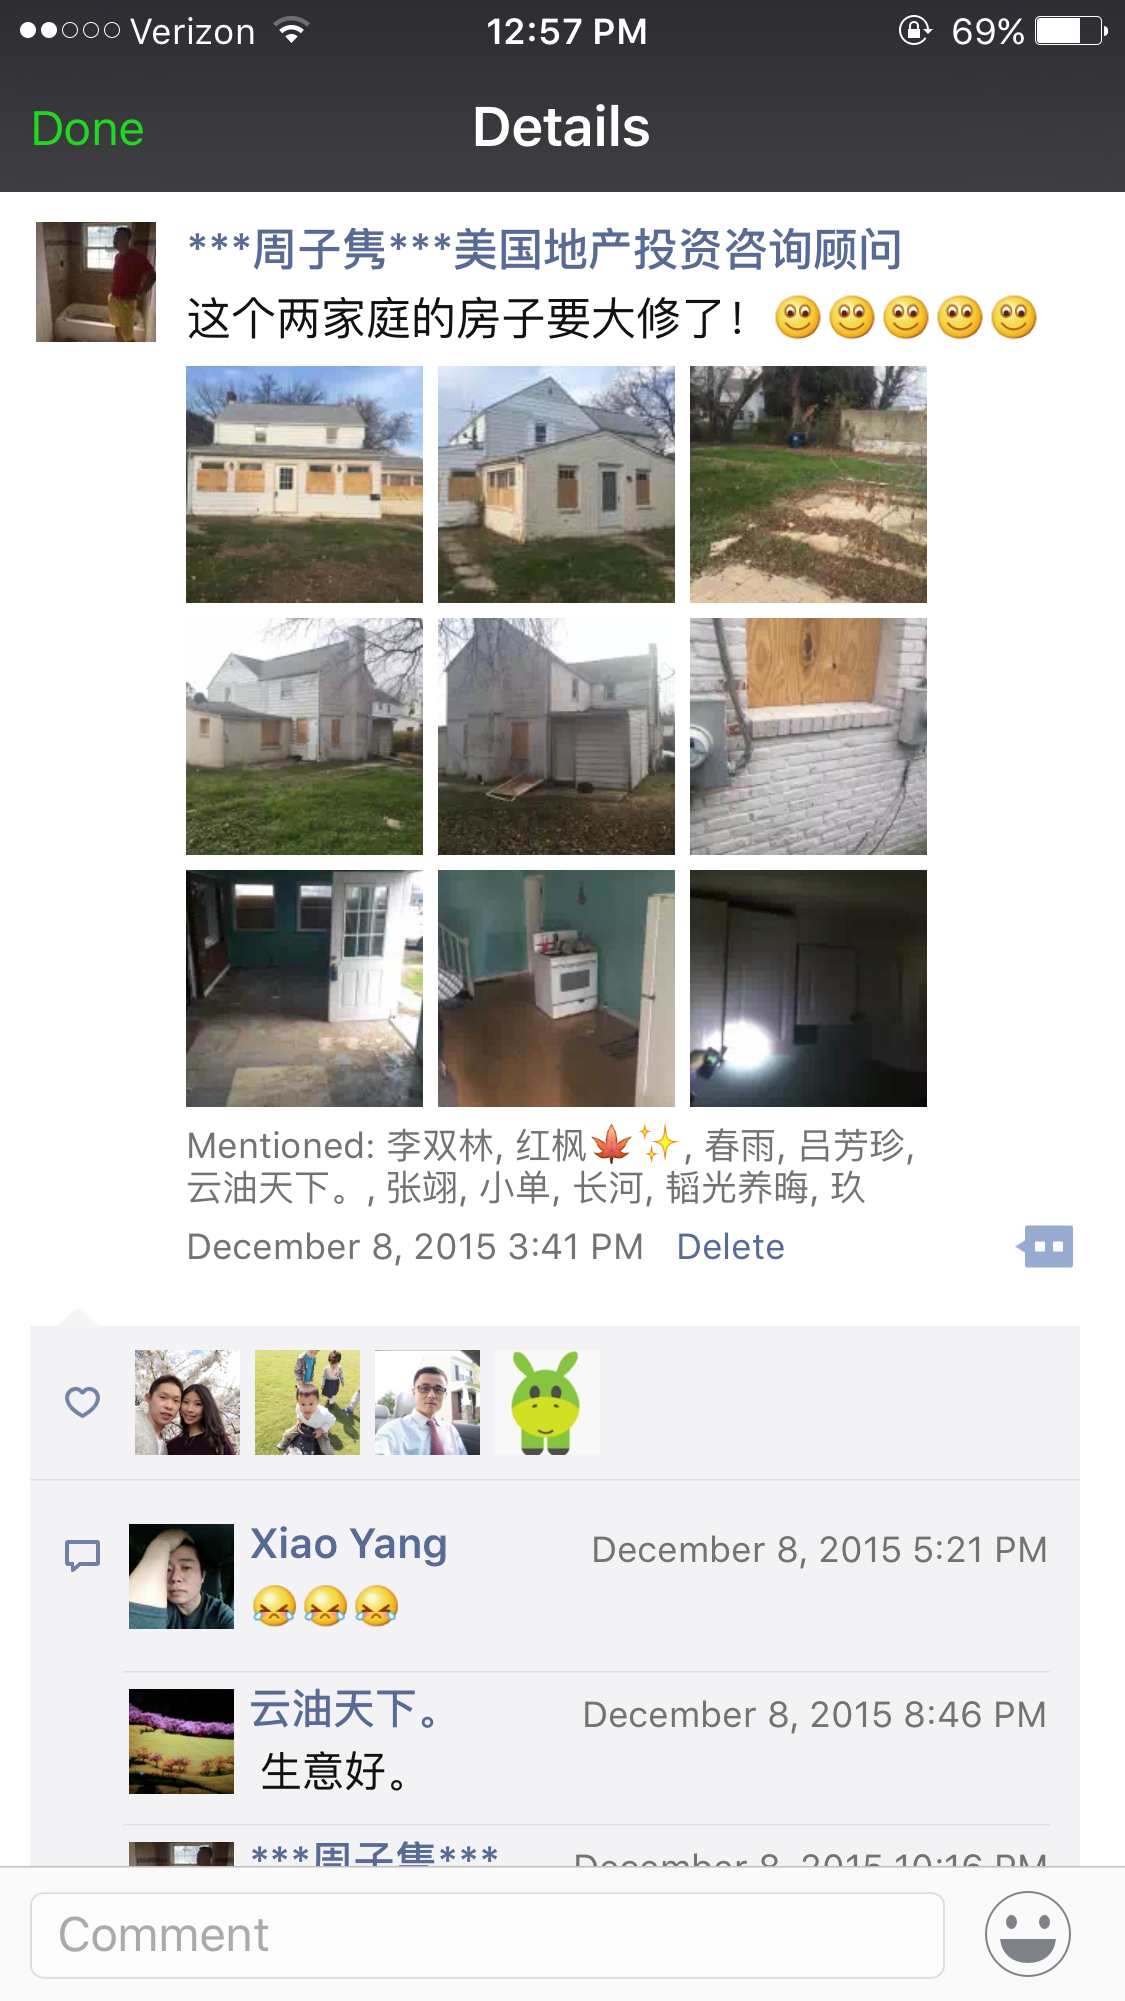 Verizon 12:57 PM 69%
Done Details
***周子隽***美国地产投资咨询顾问
这个两家庭的房子要大修了！
Mentioned: 李双林, 红枫🍁✨, 春雨, 吕芳珍,
云油天下。, 张翊, 小单, 长河, 韬光养晦, 玖
December 8, 2015 3:41 PM Delete
Xiao Yang December 8, 2015 5:21 PM
😹😹😹
云油天下。 December 8, 2015 8:46 PM
生意好。
***周子隽*** December 8, 2015 10:16 PM
Comment